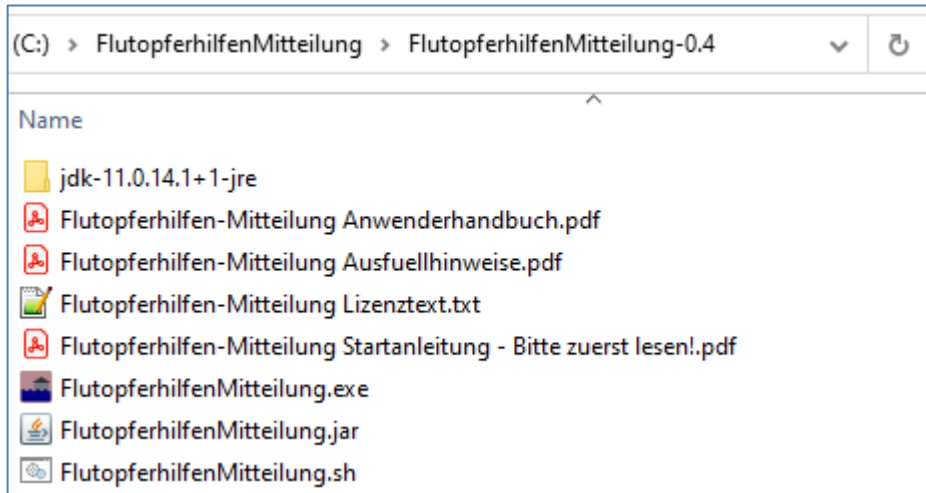 (C:) > FlutopferhilfenMitteilung > FlutopferhilfenMitteilung-0.4
Name
jdk-11.0.14.1+1-jre
Flutopferhilfen-Mitteilung Anwenderhandbuch.pdf
Flutopferhilfen-Mitteilung Ausfuellhinweise.pdf
Flutopferhilfen-Mitteilung Lizenztext.txt
Flutopferhilfen-Mitteilung Startanleitung - Bitte zuerst lesen!.pdf
FlutopferhilfenMitteilung.exe
FlutopferhilfenMitteilung.jar
FlutopferhilfenMitteilung.sh